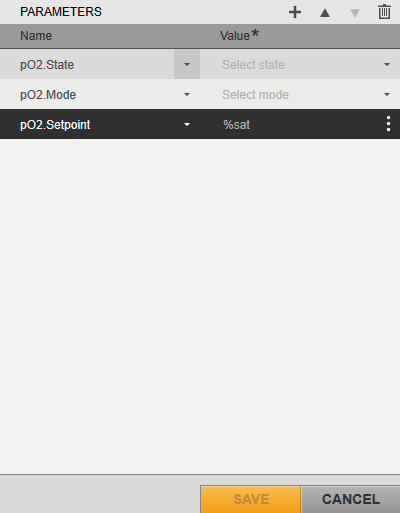 PARAMETERS
Name Value*
pO2.State Select state
pO2.Mode Select mode
pO2.Setpoint %sat
SAVE CANCEL